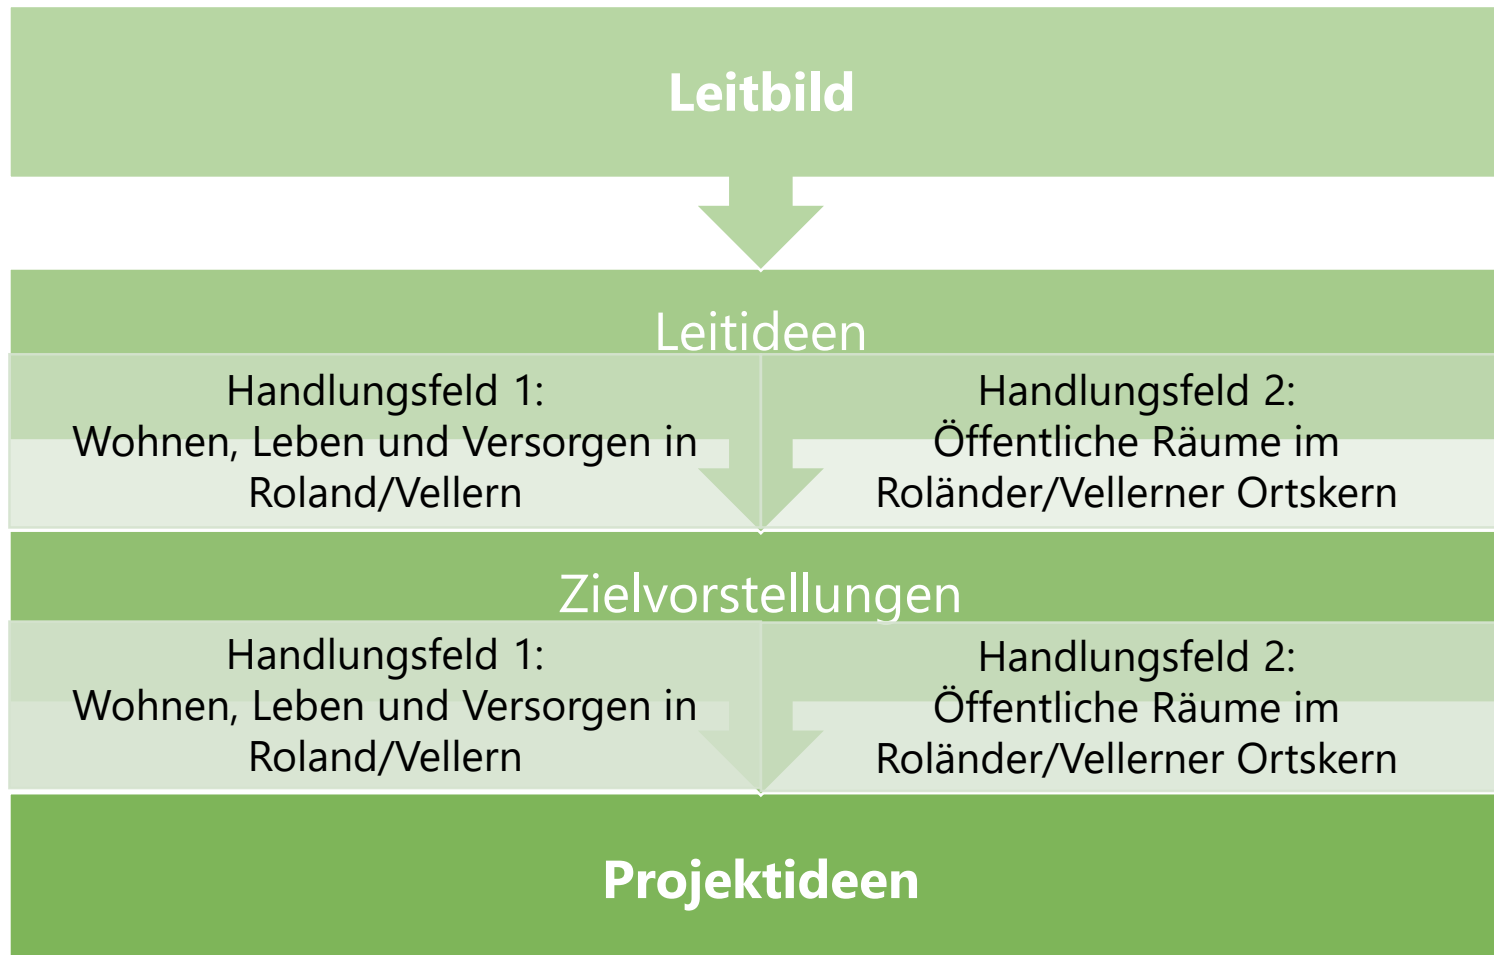 Leitbild
Leitideen
Handlungsfeld 1:
Wohnen, Leben und Versorgen in
Roland/Vellern
Handlungsfeld 2:
Öffentliche Räume im
Roländer/Vellerner Ortskern
Zielvorstellungen
Handlungsfeld 1:
Wohnen, Leben und Versorgen in
Roland/Vellern
Handlungsfeld 2:
Öffentliche Räume im
Roländer/Vellerner Ortskern
Projektideen